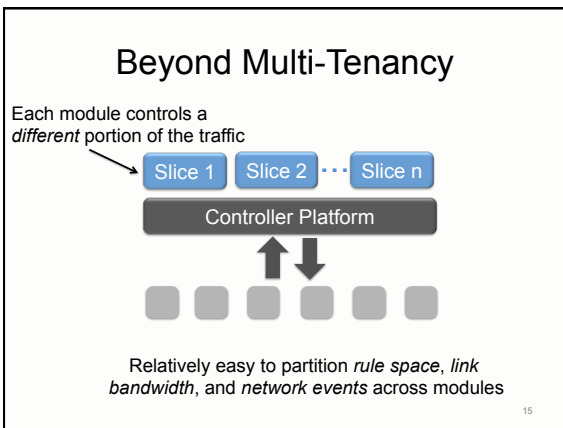 Beyond Multi-Tenancy
Each module controls a
different portion of the traffic
Slice 1
Slice 2
...
Slice n
Controller Platform
Relatively easy to partition rule space, link
bandwidth, and network events across modules
15